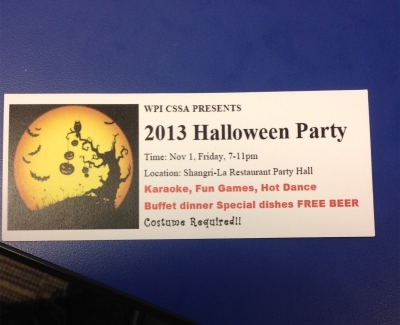 WPI CSSA PRESENTS
2013 Halloween Party
Time: Nov 1, Friday, 7-11pm
Location: Shangri-La Restaurant Party Hall
Karaoke, Fun Games, Hot Dance
Buffet dinner Special dishes FREE BEER
Costume Required!!